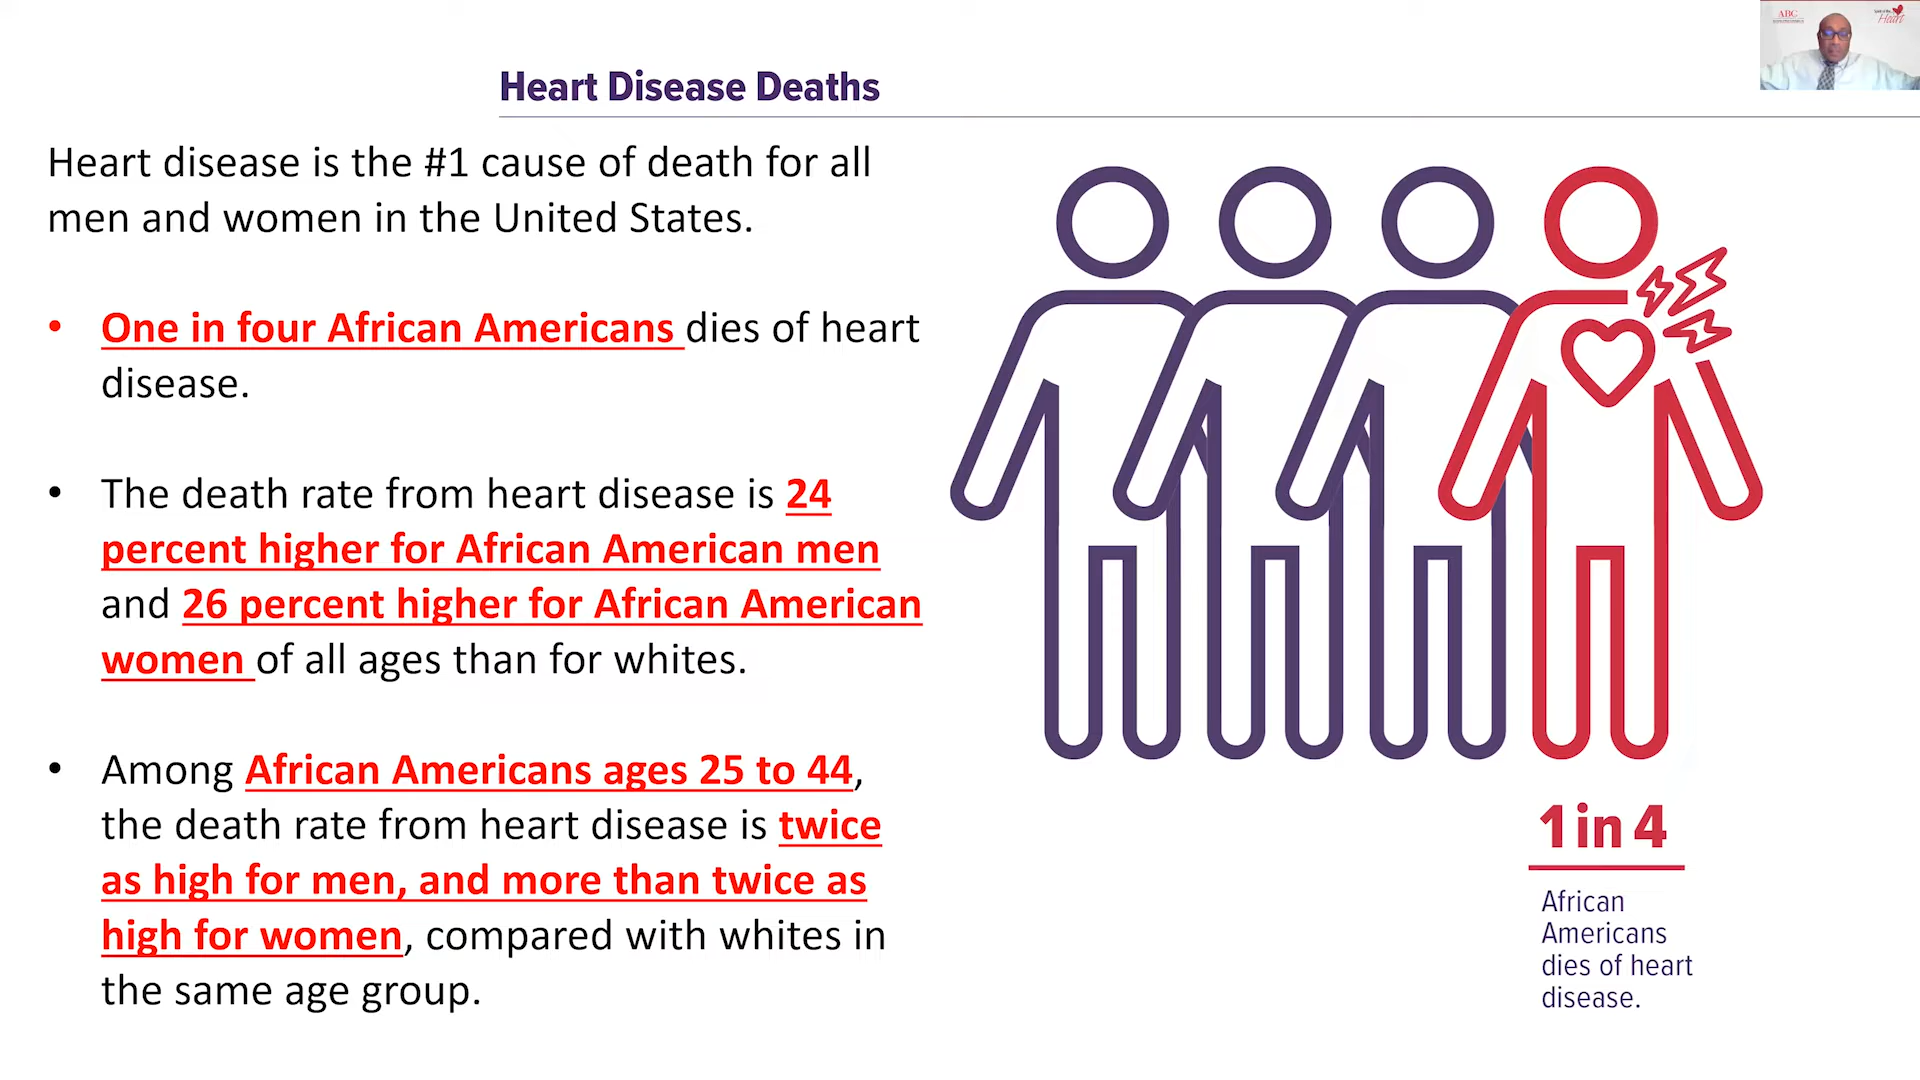 ABC
Heart
Heart Disease Deaths
Heart disease is the #1 cause of death for all
men and women in the United States.
• One in four African Americans dies of heart
disease.
• The death rate from heart disease is 24
percent higher for African American men
and 26 percent higher for African American
women of all ages than for whites.
• Among African Americans ages 25 to 44,
the death rate from heart disease is twice
as high for men, and more than twice as
high for women, compared with whites in
the same age group.
1 in 4
African
Americans
dies of heart
disease.